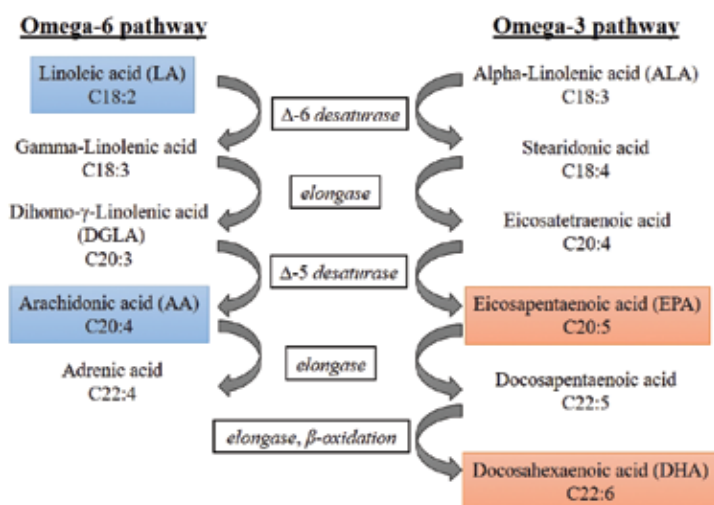 Omega-6 pathway
Linoleic acid (LA)
C18:2
Gamma-Linolenic acid
C18:3
Dihomo-γ-Linolenic acid
(DGLA)
C20:3
Arachidonic acid (AA)
C20:4
Adrenic acid
C22:4
Δ-6 desaturase
elongase
Δ-5 desaturase
elongase
elongase, β-oxidation
Omega-3 pathway
Alpha-Linolenic acid (ALA)
C18:3
Stearidonic acid
C18:4
Eicosatetraenoic acid
C20:4
Eicosapentaenoic acid (EPA)
C20:5
Docosapentaenoic acid
C22:5
Docosahexaenoic acid (DHA)
C22:6